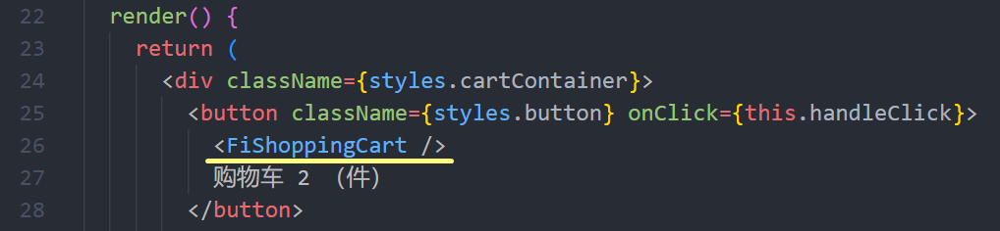 22 render() {
23 return (
24 <div className={styles.cartContainer}>
25 <button className={styles.button} onClick={this.handleClick}>
26 <FiShoppingCart />
27 购物车 2 （件）
28 </button>